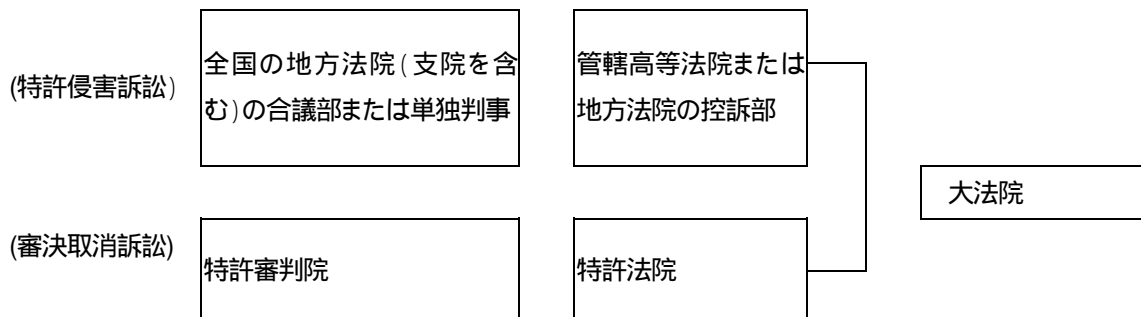 (特許侵害訴訟)
全国の地方法院(支院を含
む)の合議部または単独判事
管轄高等法院または
地方法院の控訴部
大法院
(審決取消訴訟)
特許審判院
特許法院